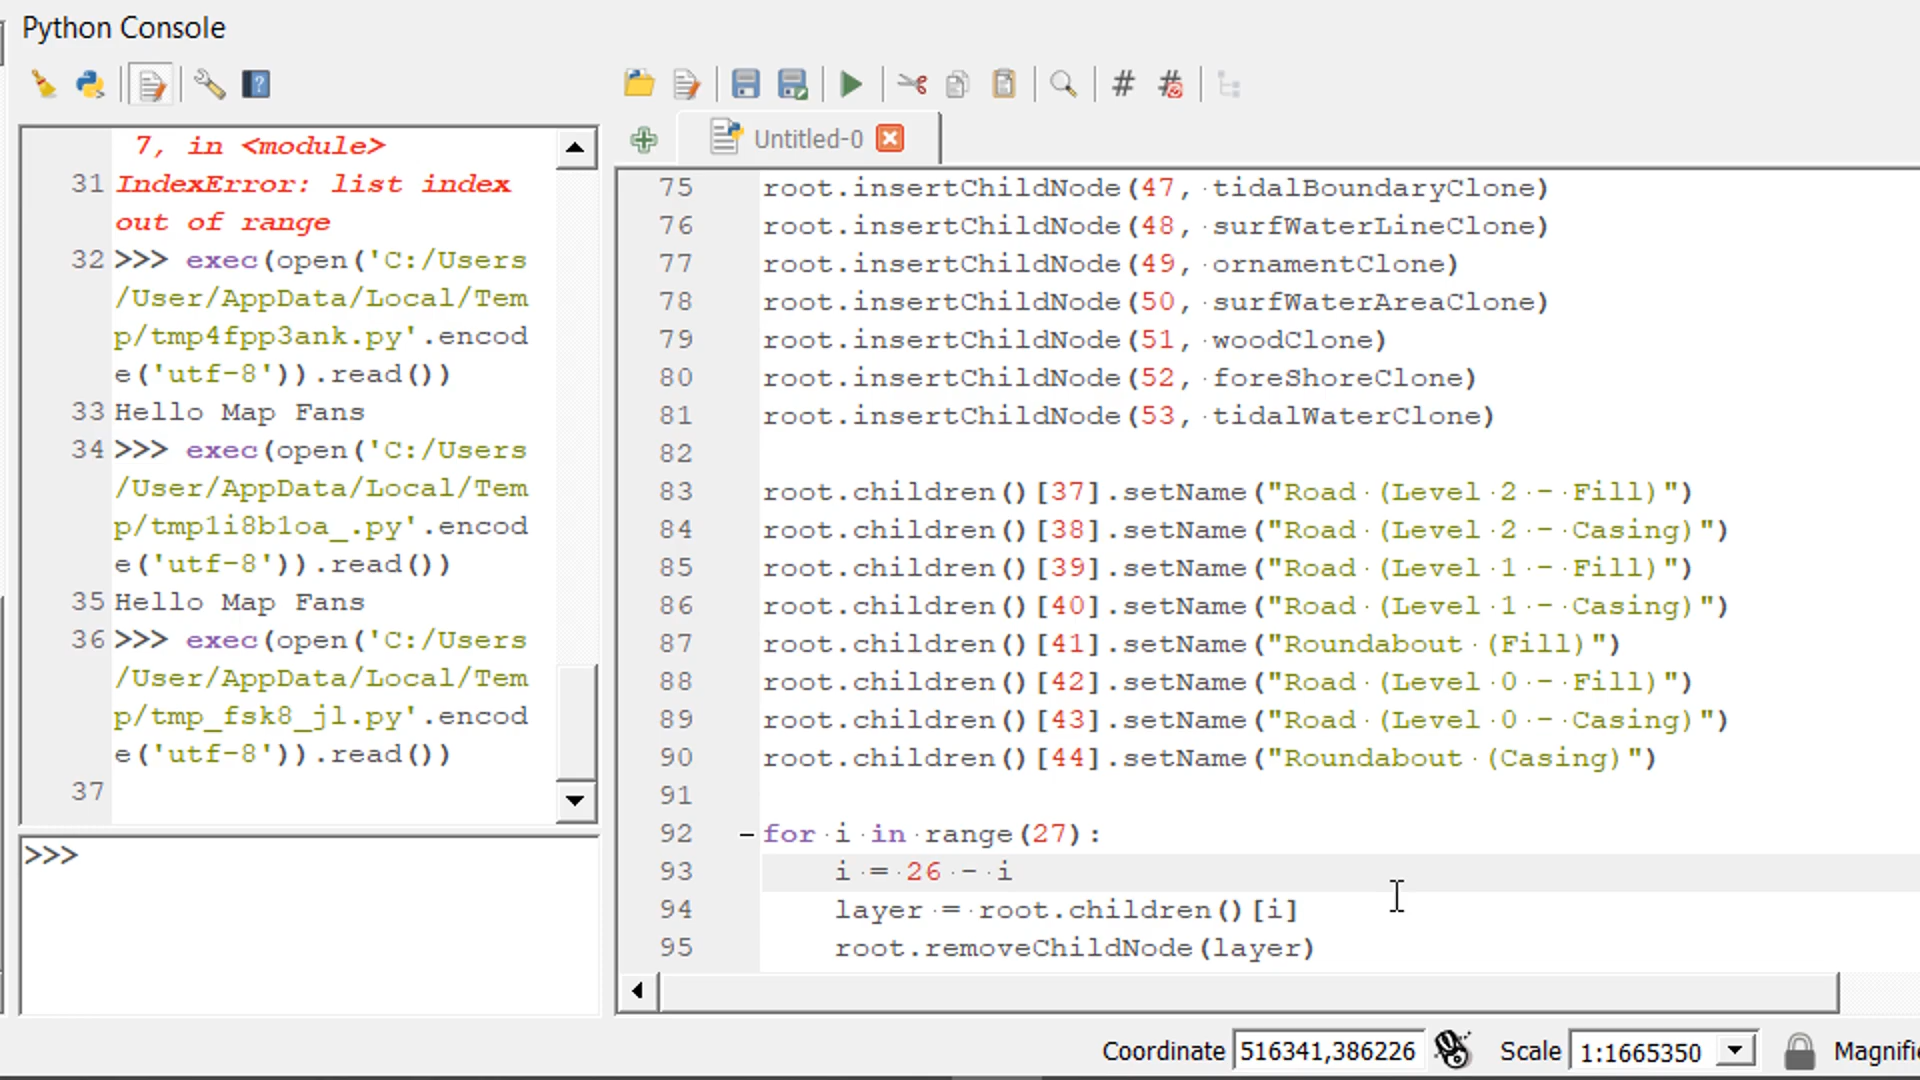 Python Console
Untitled-0
7, in <module>
31 IndexError: list index
out of range
32 >>> exec(open('C:/Users
/User/AppData/Local/Tem
p/tmp4fpp3ank.py'.encod
e('utf-8')).read())
33 Hello Map Fans
34 >>> exec(open('C:/Users
/User/AppData/Local/Tem
p/tmp1i8b1oa_.py'.encod
e('utf-8')).read())
35 Hello Map Fans
36 >>> exec(open('C:/Users
/User/AppData/Local/Tem
p/tmp_fsk8_jl.py'.encod
e('utf-8')).read())
37
>>>
75 root.insertChildNode(47, tidalBoundaryClone)
76 root.insertChildNode(48, surfWaterLineClone)
77 root.insertChildNode(49, ornamentClone)
78 root.insertChildNode(50, surfWaterAreaClone)
79 root.insertChildNode(51, woodClone)
80 root.insertChildNode(52, foreShoreClone)
81 root.insertChildNode(53, tidalWaterClone)
82
83 root.children()[37].setName("Road (Level 2 - Fill)")
84 root.children()[38].setName("Road (Level 2 - Casing)")
85 root.children()[39].setName("Road (Level 1 - Fill)")
86 root.children()[40].setName("Road (Level 1 - Casing)")
87 root.children()[41].setName("Roundabout (Fill)")
88 root.children()[42].setName("Road (Level 0 - Fill)")
89 root.children()[43].setName("Road (Level 0 - Casing)")
90 root.children()[44].setName("Roundabout (Casing)")
91
92 for i in range(27):
93 i = 26 - i
94 layer = root.children()[i]
95 root.removeChildNode(layer)
Coordinate 516341,386226 Scale 1:1665350 Magnifi